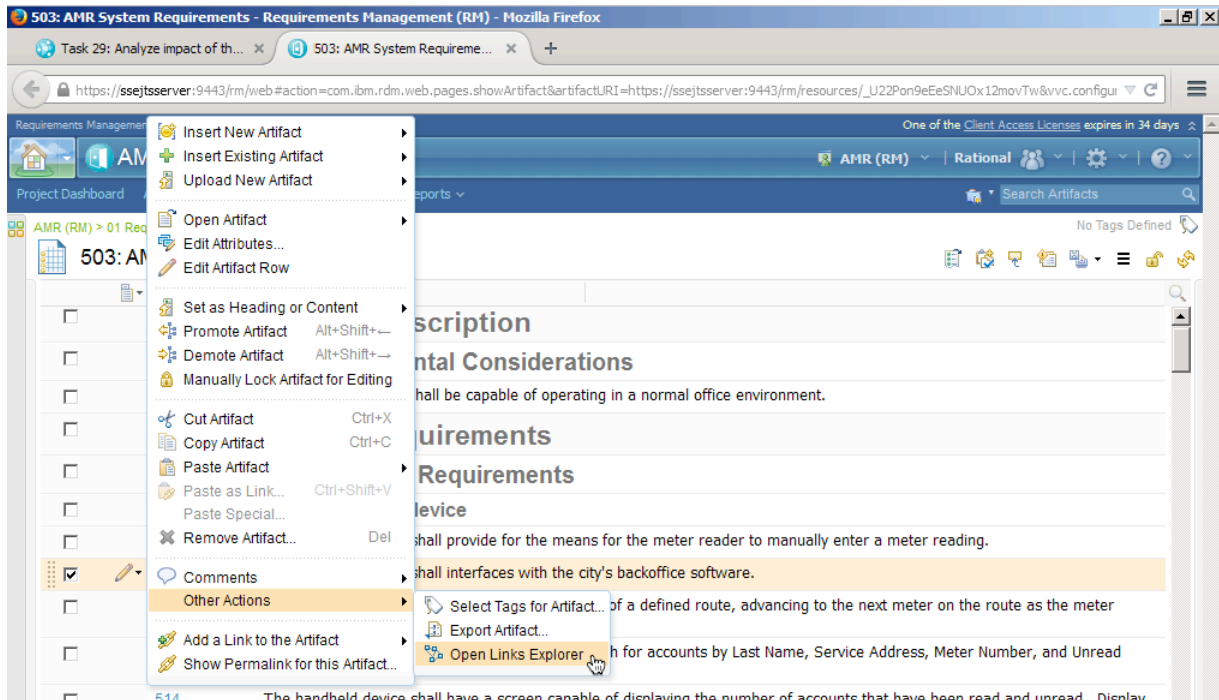 503: AMR System Requirements - Requirements Management (RM) - Mozilla Firefox
Task 29: Analyze impact of th... × 503: AMR System Requireme... × +
https://ssejtsserver:9443/rm/web#action=com.ibm.rdm.web.pages.showArtifact&artifactURI=https://ssejtsserver:9443/rm/resources/_U22Pon9eEeSNUOx12movTw&vvc.configur
Requirements Managemen
One of the Client Access Licenses expires in 34 days
AM
AMR (RM) | Rational
Project Dashboard
eports
Search Artifacts
AMR (RM) > 01 Req
No Tags Defined
503: AM
Insert New Artifact
Insert Existing Artifact
Upload New Artifact
Open Artifact
Edit Attributes...
Edit Artifact Row
Set as Heading or Content
Promote Artifact Alt+Shift+←
Demote Artifact Alt+Shift+→
Manually Lock Artifact for Editing
Cut Artifact Ctrl+X
Copy Artifact Ctrl+C
Paste Artifact
Paste as Link... Ctrl+Shift+V
Paste Special...
Remove Artifact... Del
Comments
Other Actions
Add a Link to the Artifact
Show Permalink for this Artifact...
Select Tags for Artifact...
Export Artifact...
Open Links Explorer
scription
ntal Considerations
hall be capable of operating in a normal office environment.
uirements
Requirements
device
shall provide for the means for the meter reader to manually enter a meter reading.
shall interfaces with the city's backoffice software.
of a defined route, advancing to the next meter on the route as the meter
h for accounts by Last Name, Service Address, Meter Number, and Unread
514 The handheld device shall have a screen capable of displaying the number of accounts that have been read and unread. Display